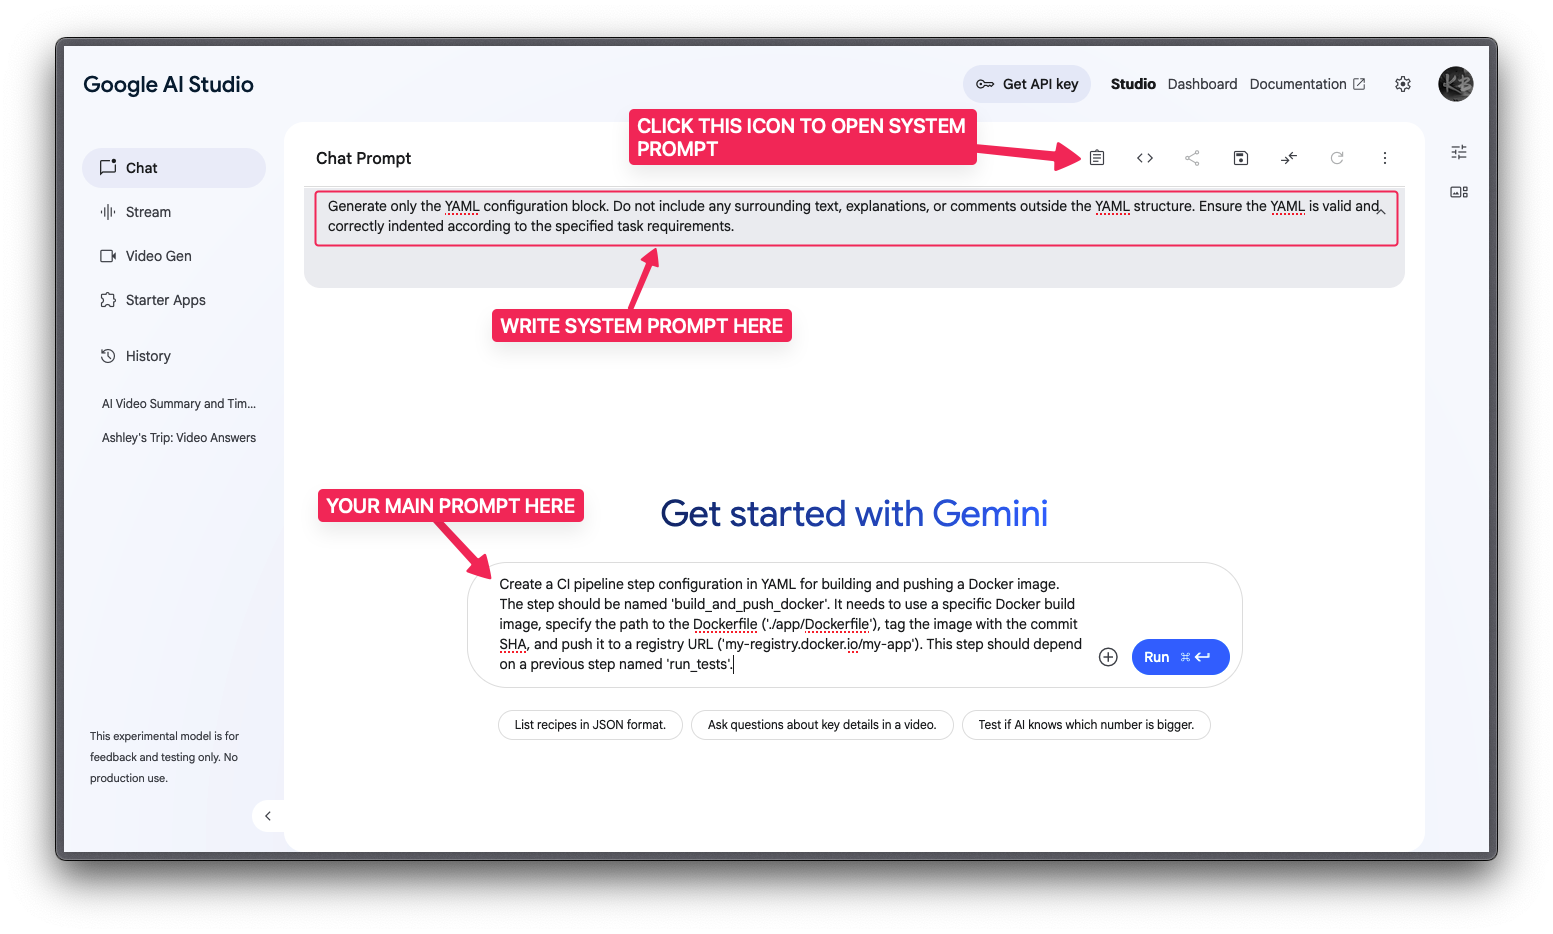 Google AI Studio
Get API key
Studio
Dashboard
Documentation
CLICK THIS ICON TO OPEN SYSTEM
PROMPT
Chat Prompt
Chat
Stream
Video Gen
Starter Apps
History
AI Video Summary and Tim...
Ashley's Trip: Video Answers
Generate only the YAML configuration block. Do not include any surrounding text, explanations, or comments outside the YAML structure. Ensure the YAML is valid and
correctly indented according to the specified task requirements.
WRITE SYSTEM PROMPT HERE
YOUR MAIN PROMPT HERE
Get started with Gemini
Create a CI pipeline step configuration in YAML for building and pushing a Docker image.
The step should be named 'build_and_push_docker'. It needs to use a specific Docker build
image, specify the path to the Dockerfile ('./app/Dockerfile'), tag the image with the commit
SHA, and push it to a registry URL ('my-registry.docker.io/my-app'). This step should depend
on a previous step named 'run_tests'.
Run ⌘
List recipes in JSON format.
Ask questions about key details in a video.
Test if AI knows which number is bigger.
This experimental model is for
feedback and testing only. No
production use.